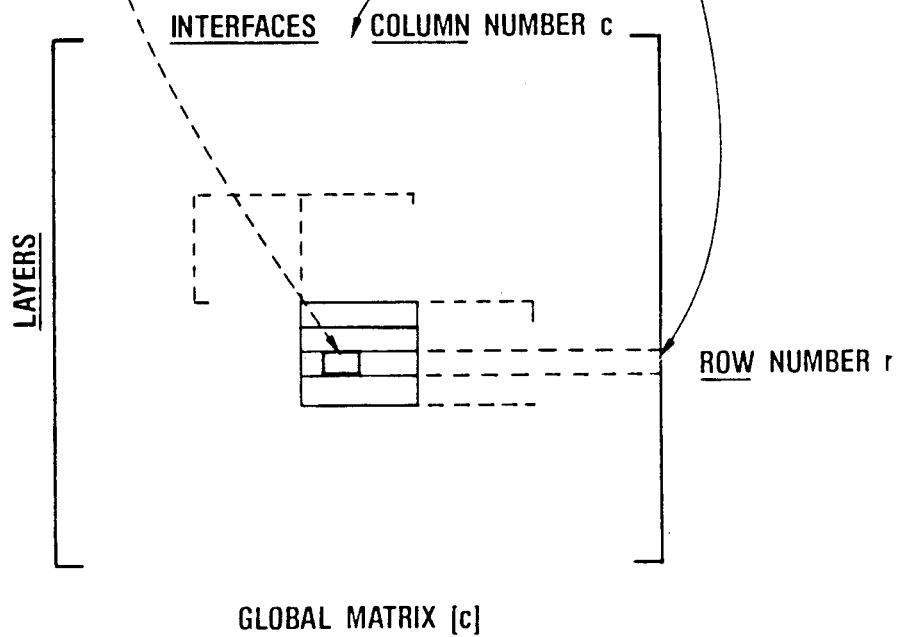 INTERFACES COLUMN NUMBER c
LAYERS
ROW NUMBER r
GLOBAL MATRIX [c]